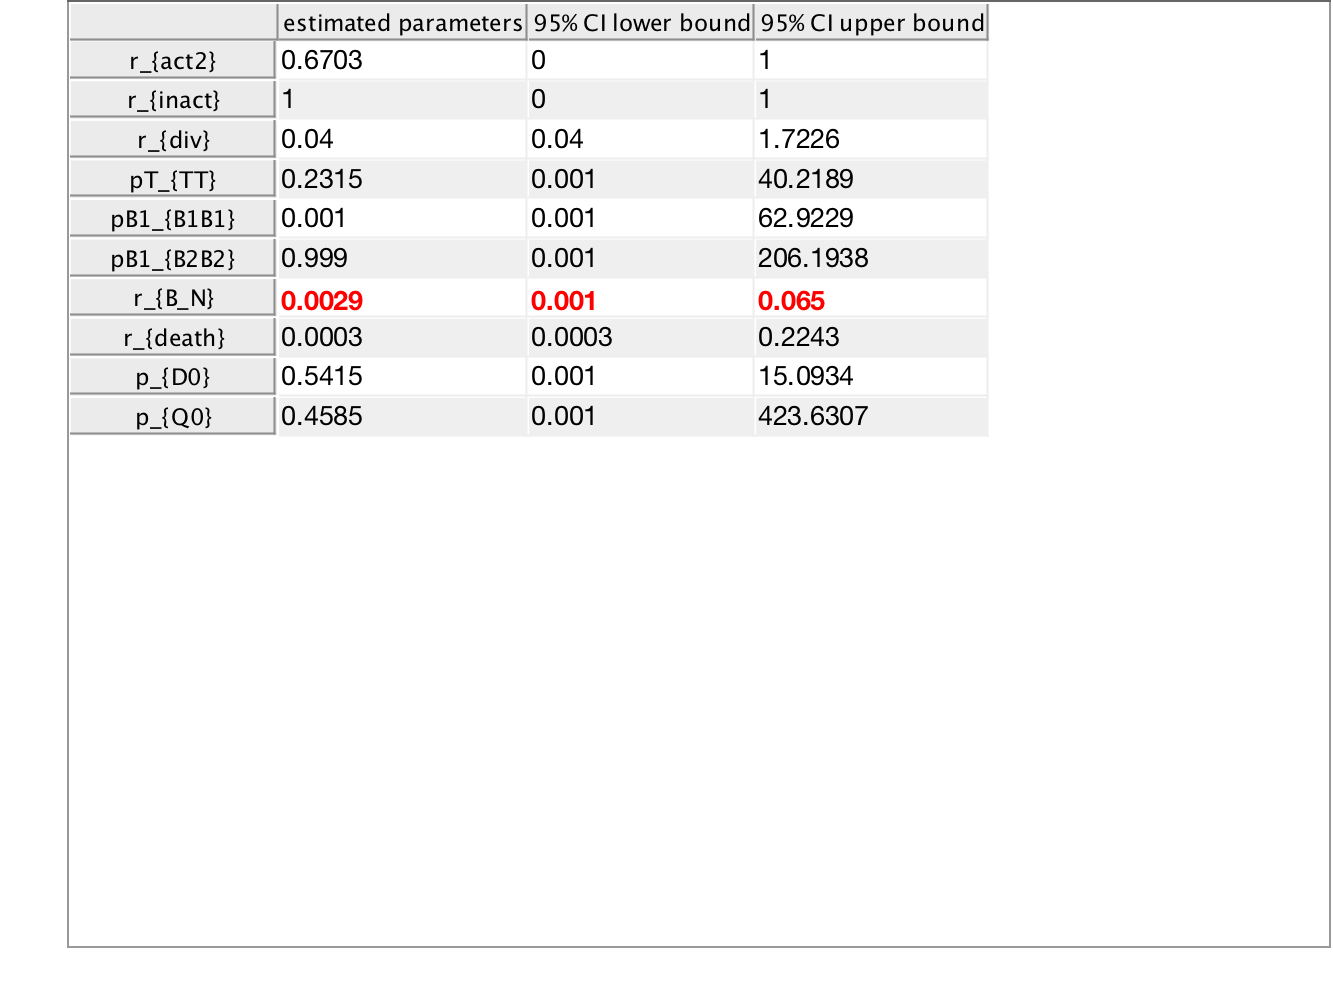 estimated parameters 95% CI lower bound 95% CI upper bound
r_{act2} 0.6703 0 1
r_{inact} 1 0 1
r_{div} 0.04 0.04 1.7226
pT_{TT} 0.2315 0.001 40.2189
pB1_{B1B1} 0.001 0.001 62.9229
pB1_{B2B2} 0.999 0.001 206.1938
r_{B_N} 0.0029 0.001 0.065
r_{death} 0.0003 0.0003 0.2243
p_{D0} 0.5415 0.001 15.0934
p_{Q0} 0.4585 0.001 423.6307